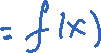 = f(x)